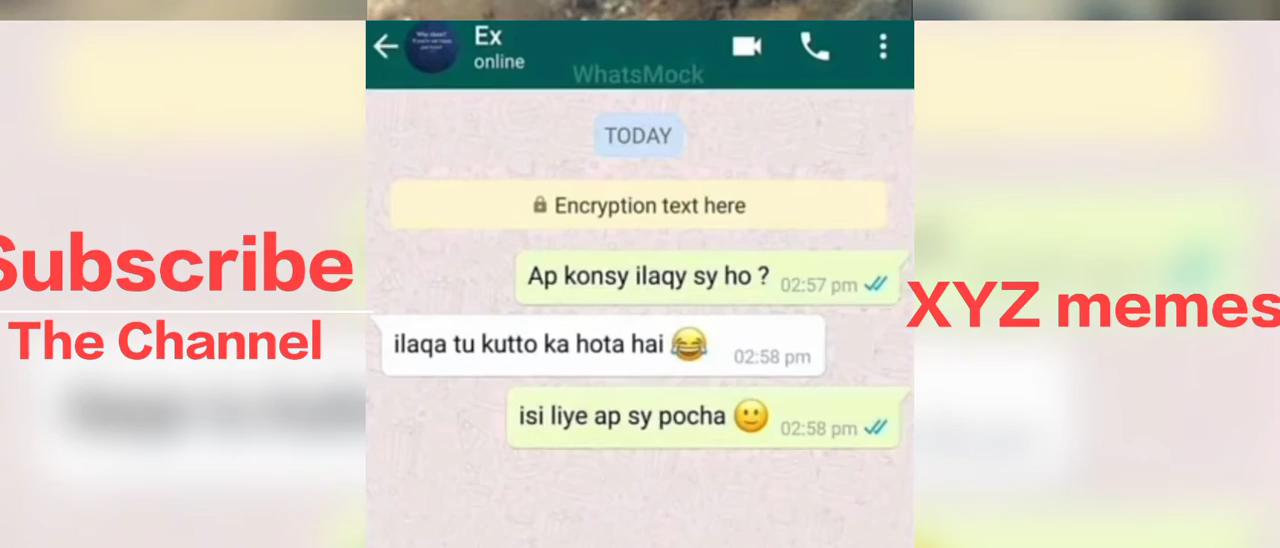 Ex
online
WhatsMock
TODAY
Encryption text here
Ap konsy ilaqy sy ho ? 02:57 pm
ilaqa tu kutto ka hota hai 😂 02:58 pm
isi liye ap sy pocha 🙂 02:58 pm
Subscribe
The Channel
XYZ memes